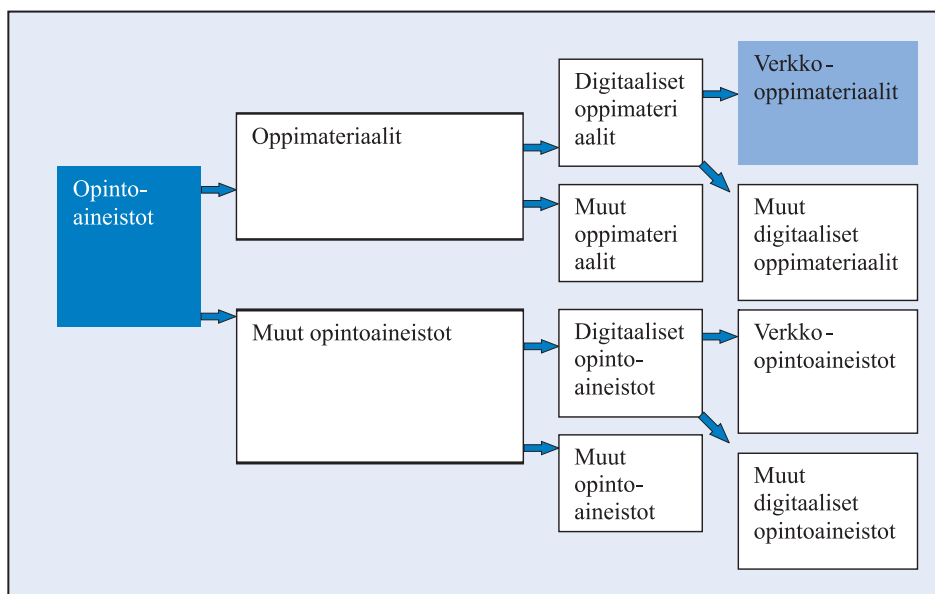 Opinto-
aineistot
Oppimateriaalit
Digitaaliset
oppimateri
aalit
Verkko-
oppimateriaalit
Muut
oppimateri
aalit
Muut
digitaaliset
oppimateriaalit
Muut opintoaineistot
Digitaaliset
opinto-
aineistot
Verkko-
opintoaineistot
Muut
opinto-
aineistot
Muut
digitaaliset
opintoaineistot